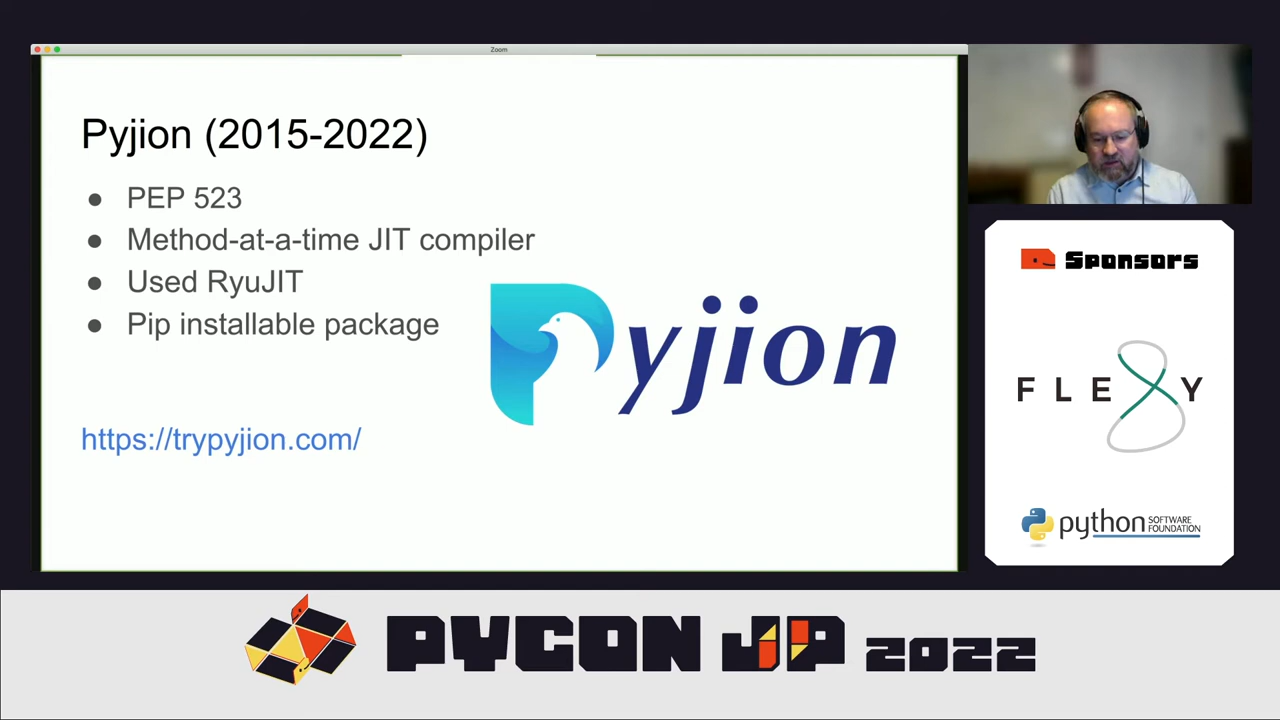 Zoom
Pyjion (2015-2022)
● PEP 523
● Method-at-a-time JIT compiler
● Used RyuJIT
● Pip installable package
Pyjion
https://trypyjion.com/
Sponsors
FLEXY
python SOFTWARE FOUNDATION
PYCON JP 2022